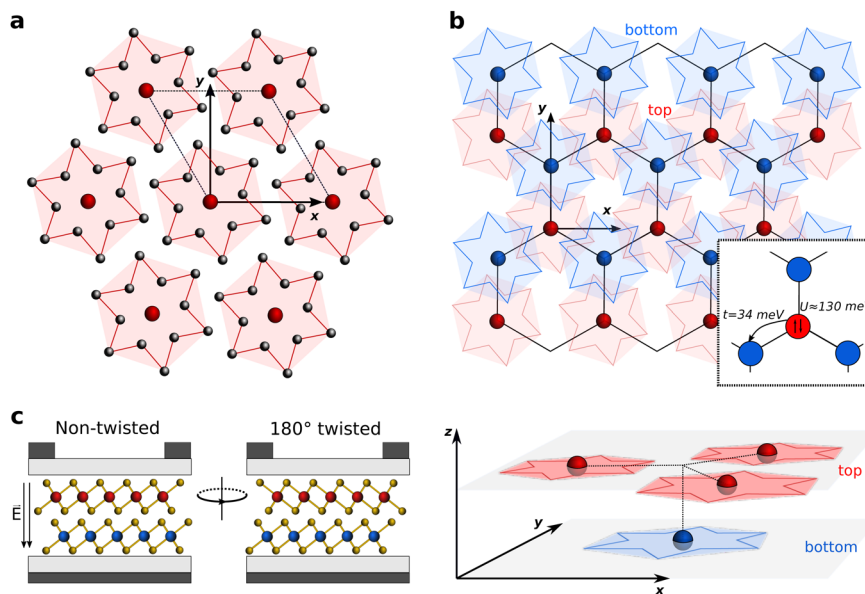 a
y
x
b
bottom
top
y
x
t=34 meV
U≈130 me
c
Non-twisted
180° twisted
E
z
top
y
bottom
x